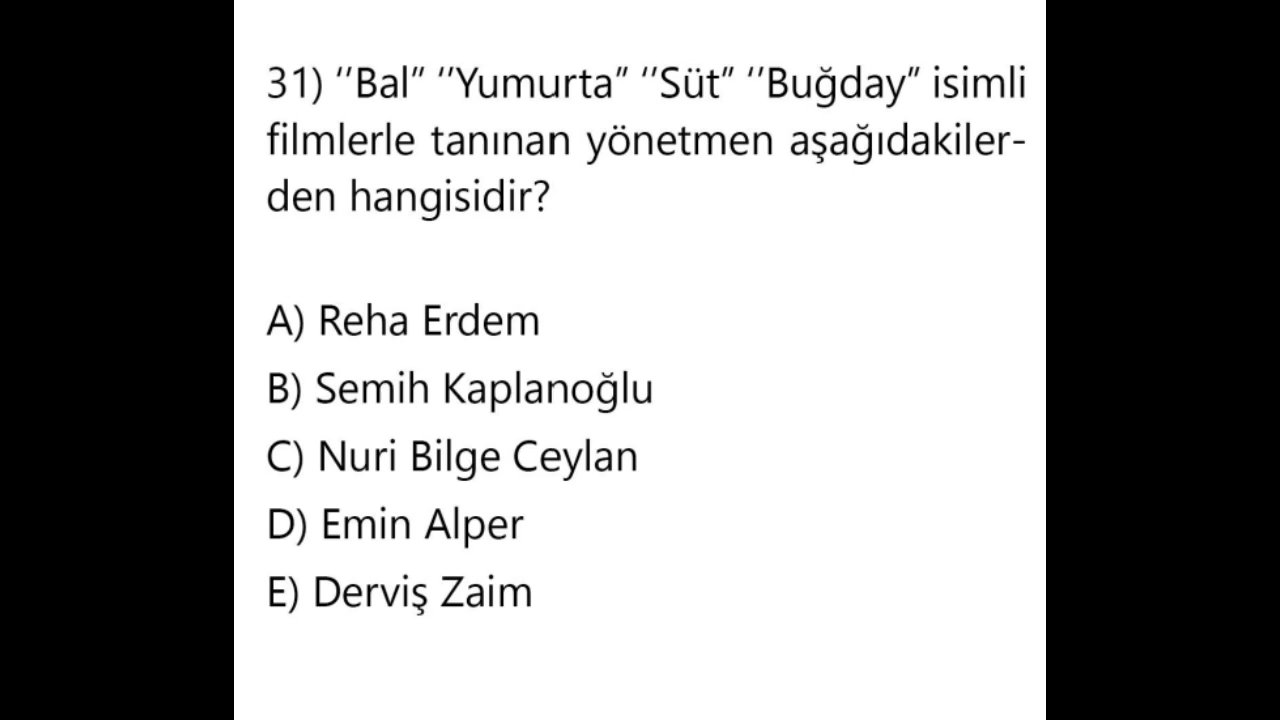 31) ‘’Bal’’ ‘’Yumurta’’ ‘’Süt’’ ‘’Buğday’’ isimli
filmlerle tanınan yönetmen aşağıdakiler-
den hangisidir?
A) Reha Erdem
B) Semih Kaplanoğlu
C) Nuri Bilge Ceylan
D) Emin Alper
E) Derviş Zaim